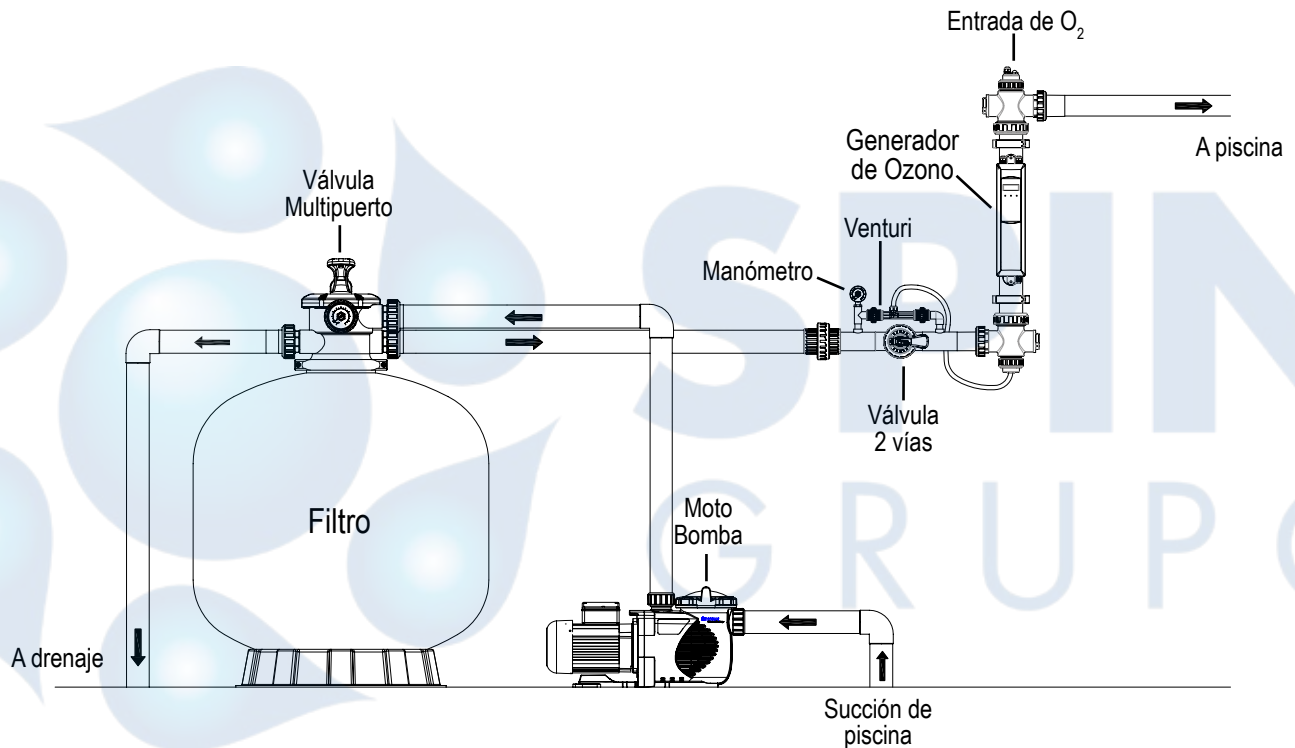 Entrada de O2
A piscina
Generador
de Ozono
Válvula
Multipuerto
Venturi
Manómetro
Válvula
2 vías
Filtro
Moto
Bomba
A drenaje
Succión de
piscina
SPIN
GRUPO